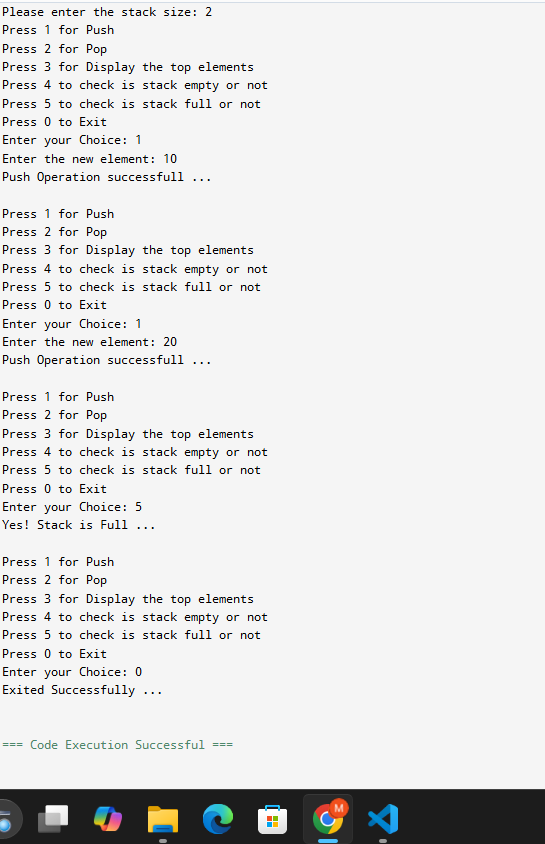 Please enter the stack size: 2
Press 1 for Push
Press 2 for Pop
Press 3 for Display the top elements
Press 4 to check is stack empty or not
Press 5 to check is stack full or not
Press 0 to Exit
Enter your Choice: 1
Enter the new element: 10
Push Operation successfull ...
Press 1 for Push
Press 2 for Pop
Press 3 for Display the top elements
Press 4 to check is stack empty or not
Press 5 to check is stack full or not
Press 0 to Exit
Enter your Choice: 1
Enter the new element: 20
Push Operation successfull ...
Press 1 for Push
Press 2 for Pop
Press 3 for Display the top elements
Press 4 to check is stack empty or not
Press 5 to check is stack full or not
Press 0 to Exit
Enter your Choice: 5
Yes! Stack is Full ...
Press 1 for Push
Press 2 for Pop
Press 3 for Display the top elements
Press 4 to check is stack empty or not
Press 5 to check is stack full or not
Press 0 to Exit
Enter your Choice: 0
Exited Successfully ...
=== Code Execution Successful ===
M